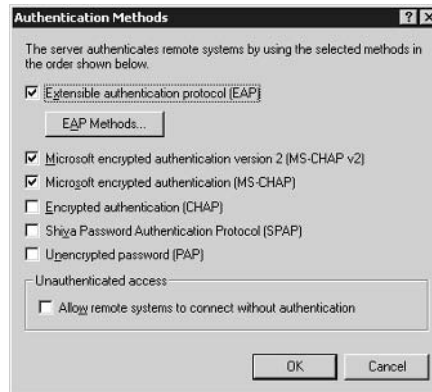 Authentication Methods
The server authenticates remote systems by using the selected methods in
the order shown below.
Extensible authentication protocol (EAP)
EAP Methods...
Microsoft encrypted authentication version 2 (MS-CHAP v2)
Microsoft encrypted authentication (MS-CHAP)
Encrypted authentication (CHAP)
Shiva Password Authentication Protocol (SPAP)
Unencrypted password (PAP)
Unauthenticated access
Allow remote systems to connect without authentication
OK Cancel